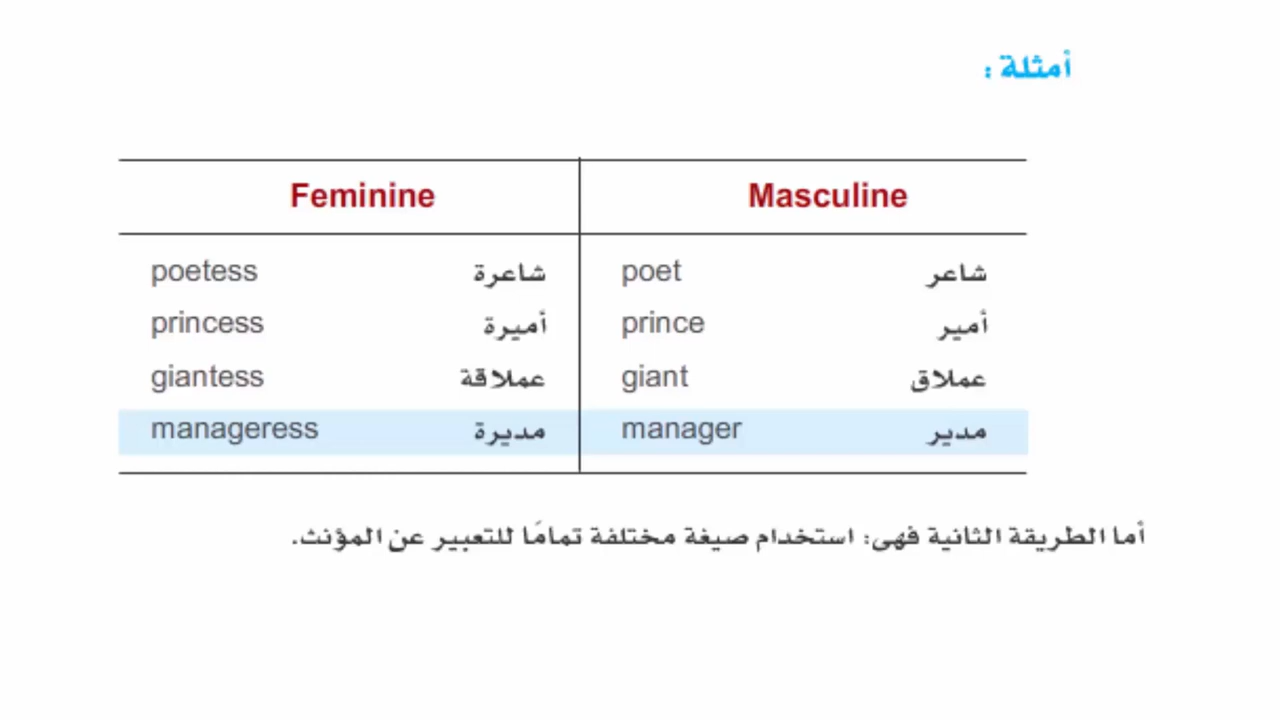 أمثلة :
Feminine Masculine
poetess شاعرة poet شاعر
princess أميرة prince أمير
giantess عملاقة giant عملاق
manageress مديرة manager مدير
أما الطريقة الثانية فهى: استخدام صيغة مختلفة تمامًا للتعبير عن المؤنث.